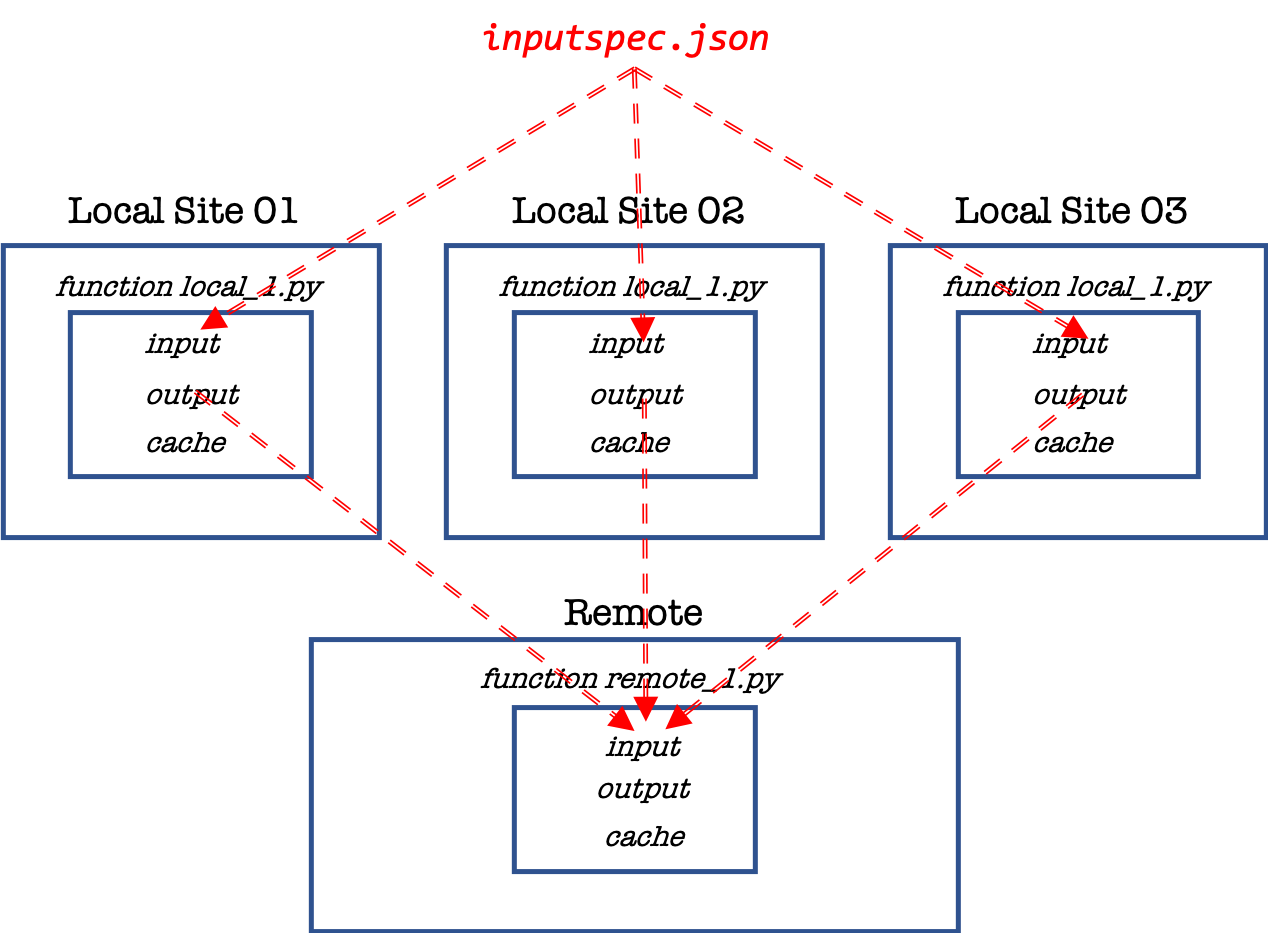 inputspec.json
Local Site 01
function local_1.py
input
output
cache
Local Site 02
function local_1.py
input
output
cache
Local Site 03
function local_1.py
input
output
cache
Remote
function remote_1.py
input
output
cache